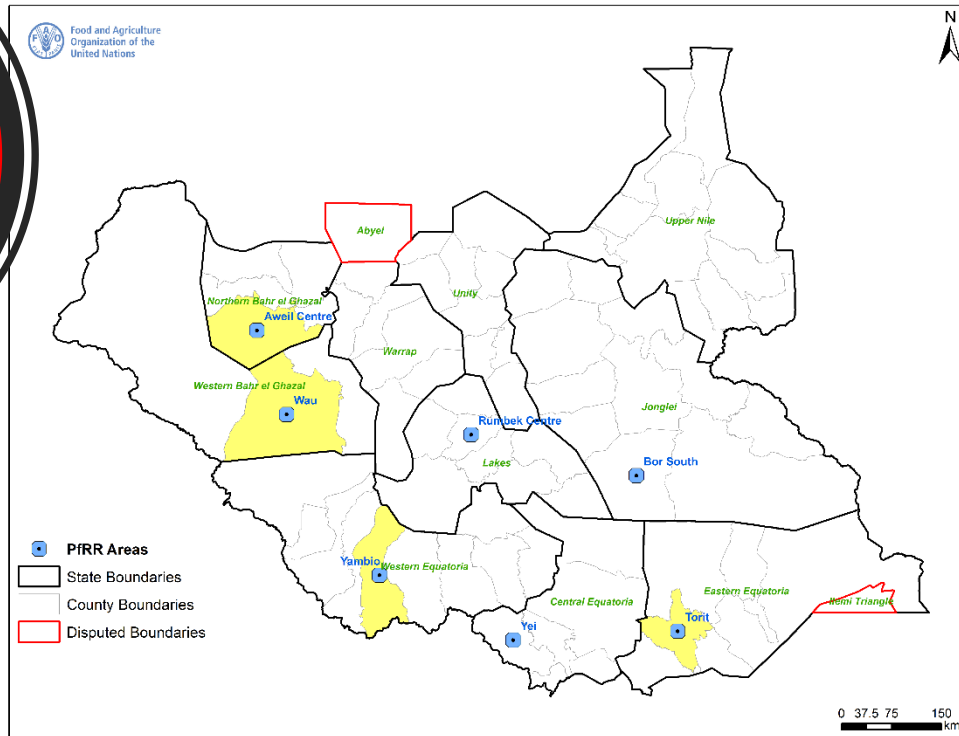 Food and Agriculture
Organization of the
United Nations
N
Upper Nile
Abyei
Northern Bahr el Ghazal
Unity
Aweil Centre
Warrap
Western Bahr el Ghazal
Wau
Jonglei
Rumbek Centre
Lakes
Bor South
PfRR Areas
State Boundaries
County Boundaries
Disputed Boundaries
Yambio
Western Equatoria
Central Equatoria
Eastern Equatoria
Ilemi Triangle
Yei
Torit
0 37.5 75 150
km